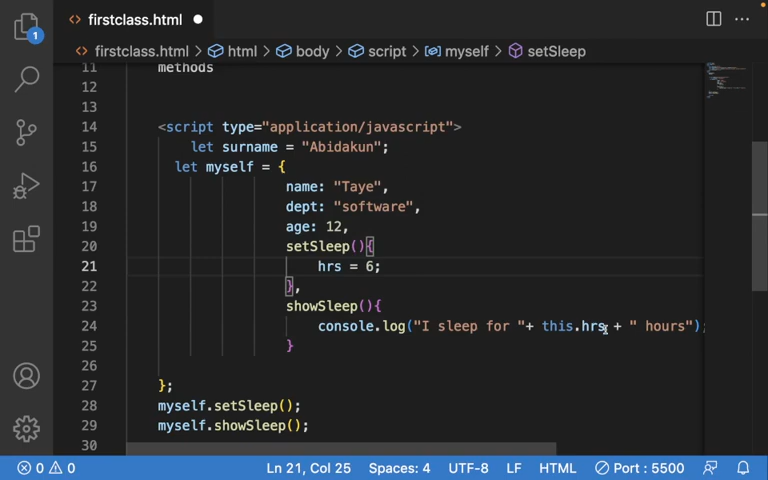 firstclass.html
1
firstclass.html > html > body > script > myself > setSleep
11 methods
12
13
14 <script type="application/javascript">
15 let surname = "Abidakun";
16 let myself = {
17 name: "Taye",
18 dept: "software",
19 age: 12,
20 setSleep(){
21 hrs = 6;
22 },
23 showSleep(){
24 console.log("I sleep for "+ this.hrs + " hours");
25 }
26
27 };
28 myself.setSleep();
29 myself.showSleep();
30
0 0 Ln 21, Col 25 Spaces: 4 UTF-8 LF HTML Port : 5500